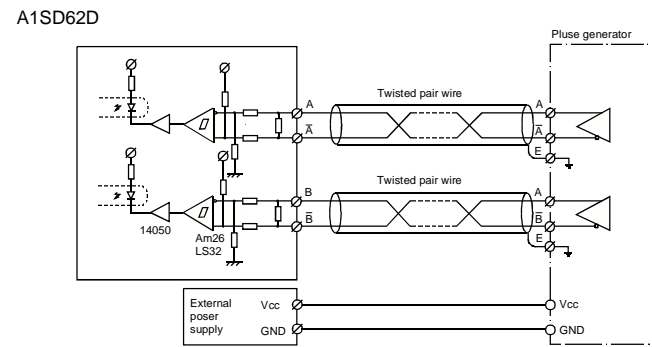 A1SD62D
Pluse generator
Twisted pair wire
A
A
A̅
A̅
E
Twisted pair wire
B
A
B̅
B̅
E
14050
Am26
LS32
External
poser
supply
Vcc
Vcc
GND
GND